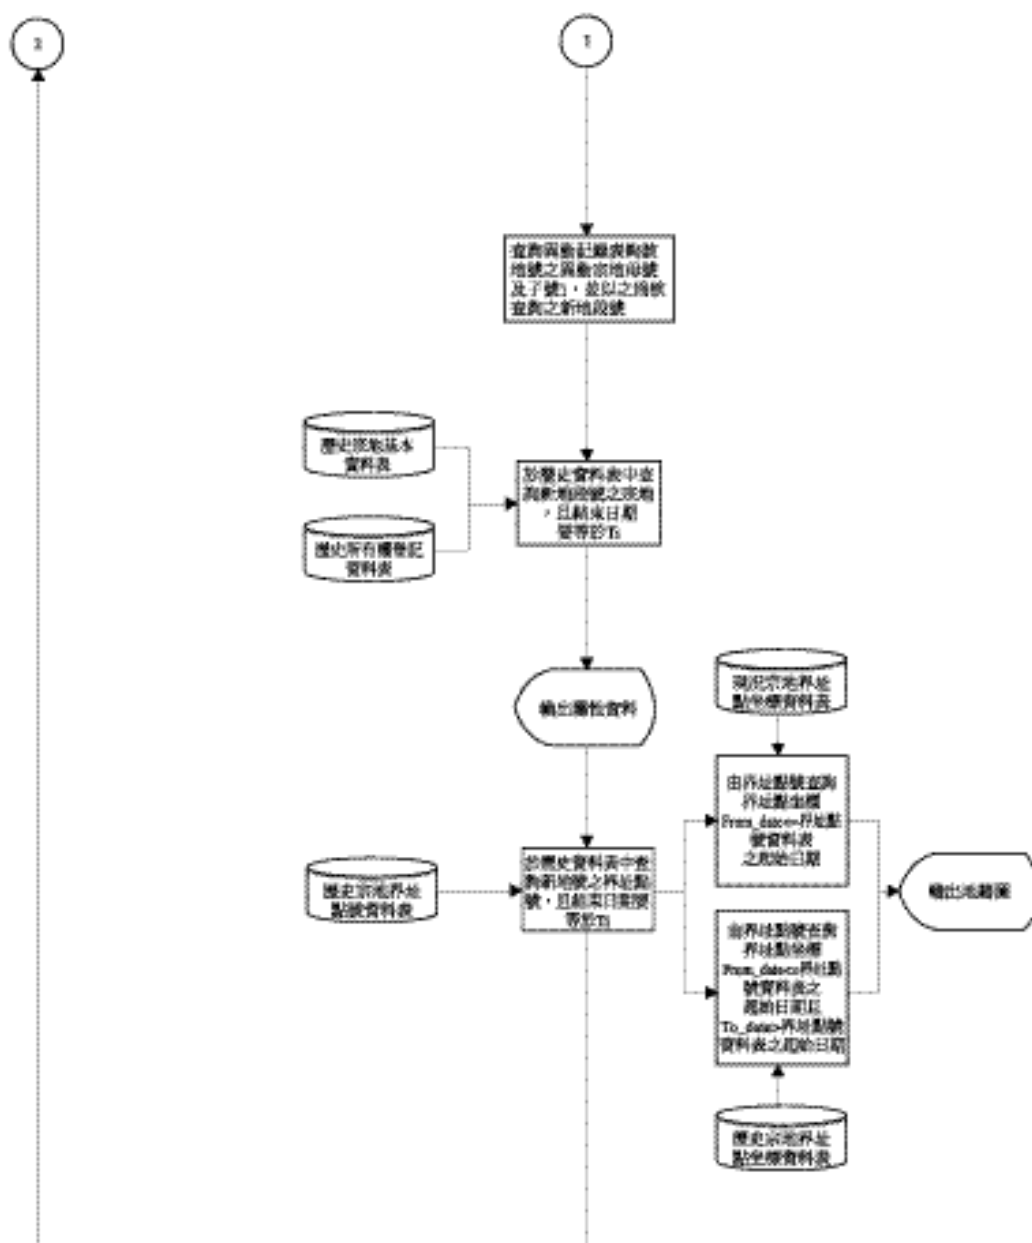 2
1
查詢異動記錄表
地號之異動宗地母號
及子號)，並以之為被
查詢之新地段號
歷史宗地基本
資料表
於歷史資料表中查
詢新地段號之宗地
，且結束日期
要等於Ti
歷史所有權登記
資料表
輸出屬性資料
現況宗地界址
點坐標資料表
由界址點號查詢
界址點坐標
From_date<=界址點
號資料表
之起始日期
歷史宗地界址
點號資料表
於歷史資料表中查
詢新地號之界址點
號，且結束日期要
等於Ti
輸出地籍圖
由界址點號查詢
界址點坐標
From_date<=界址點
號資料表之
起始日期且
To_date>界址點號
資料表之起始日期
歷史宗地界址
點坐標資料表